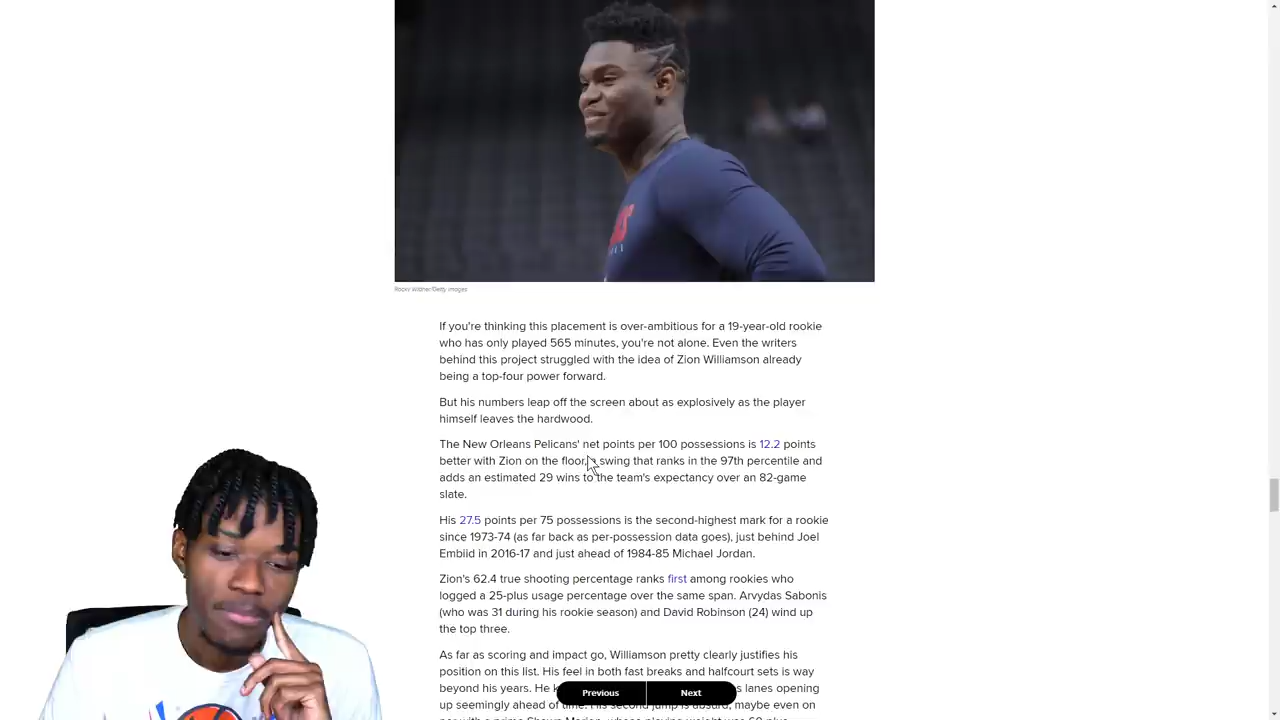 Rocky Widner/Getty Images
If you're thinking this placement is over-ambitious for a 19-year-old rookie
who has only played 565 minutes, you're not alone. Even the writers
behind this project struggled with the idea of Zion Williamson already
being a top-four power forward.
But his numbers leap off the screen about as explosively as the player
himself leaves the hardwood.
The New Orleans Pelicans' net points per 100 possessions is 12.2 points
better with Zion on the floor, a swing that ranks in the 97th percentile and
adds an estimated 29 wins to the team's expectancy over an 82-game
slate.
His 27.5 points per 75 possessions is the second-highest mark for a rookie
since 1973-74 (as far back as per-possession data goes), just behind Joel
Embiid in 2016-17 and just ahead of 1984-85 Michael Jordan.
Zion's 62.4 true shooting percentage ranks first among rookies who
logged a 25-plus usage percentage over the same span. Arvydas Sabonis
(who was 31 during his rookie season) and David Robinson (24) wind up
the top three.
As far as scoring and impact go, Williamson pretty clearly justifies his
position on this list. His feel in both fast breaks and halfcourt sets is way
beyond his years. He lanes opening
Previous Next
up seemingly ahead of time. His second jump is absurd, maybe even on